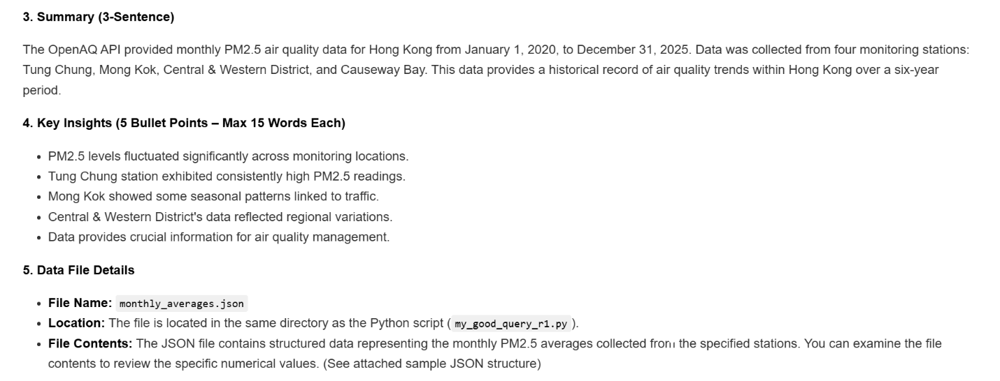 3. Summary (3-Sentence)
The OpenAQ API provided monthly PM2.5 air quality data for Hong Kong from January 1, 2020, to December 31, 2025. Data was collected from four monitoring stations:
Tung Chung, Mong Kok, Central & Western District, and Causeway Bay. This data provides a historical record of air quality trends within Hong Kong over a six-year
period.
4. Key Insights (5 Bullet Points – Max 15 Words Each)
• PM2.5 levels fluctuated significantly across monitoring locations.
• Tung Chung station exhibited consistently high PM2.5 readings.
• Mong Kok showed some seasonal patterns linked to traffic.
• Central & Western District's data reflected regional variations.
• Data provides crucial information for air quality management.
5. Data File Details
• File Name: monthly_averages.json
• Location: The file is located in the same directory as the Python script (my_good_query_r1.py).
• File Contents: The JSON file contains structured data representing the monthly PM2.5 averages collected from the specified stations. You can examine the file
contents to review the specific numerical values. (See attached sample JSON structure)